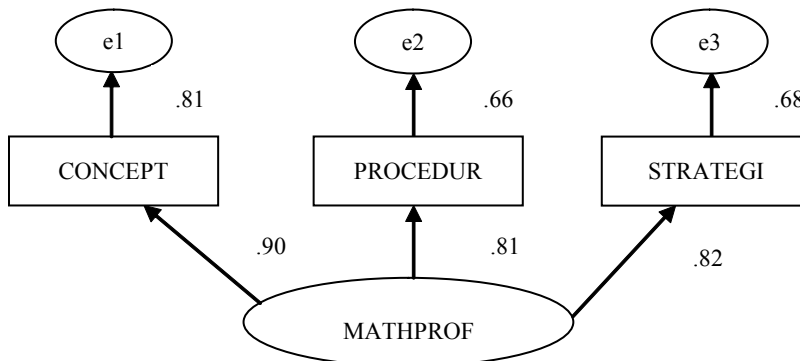 e1 e2 e3
.81 .66 .68
CONCEPT PROCEDUR STRATEGI
.90 .81 .82
MATHPROF